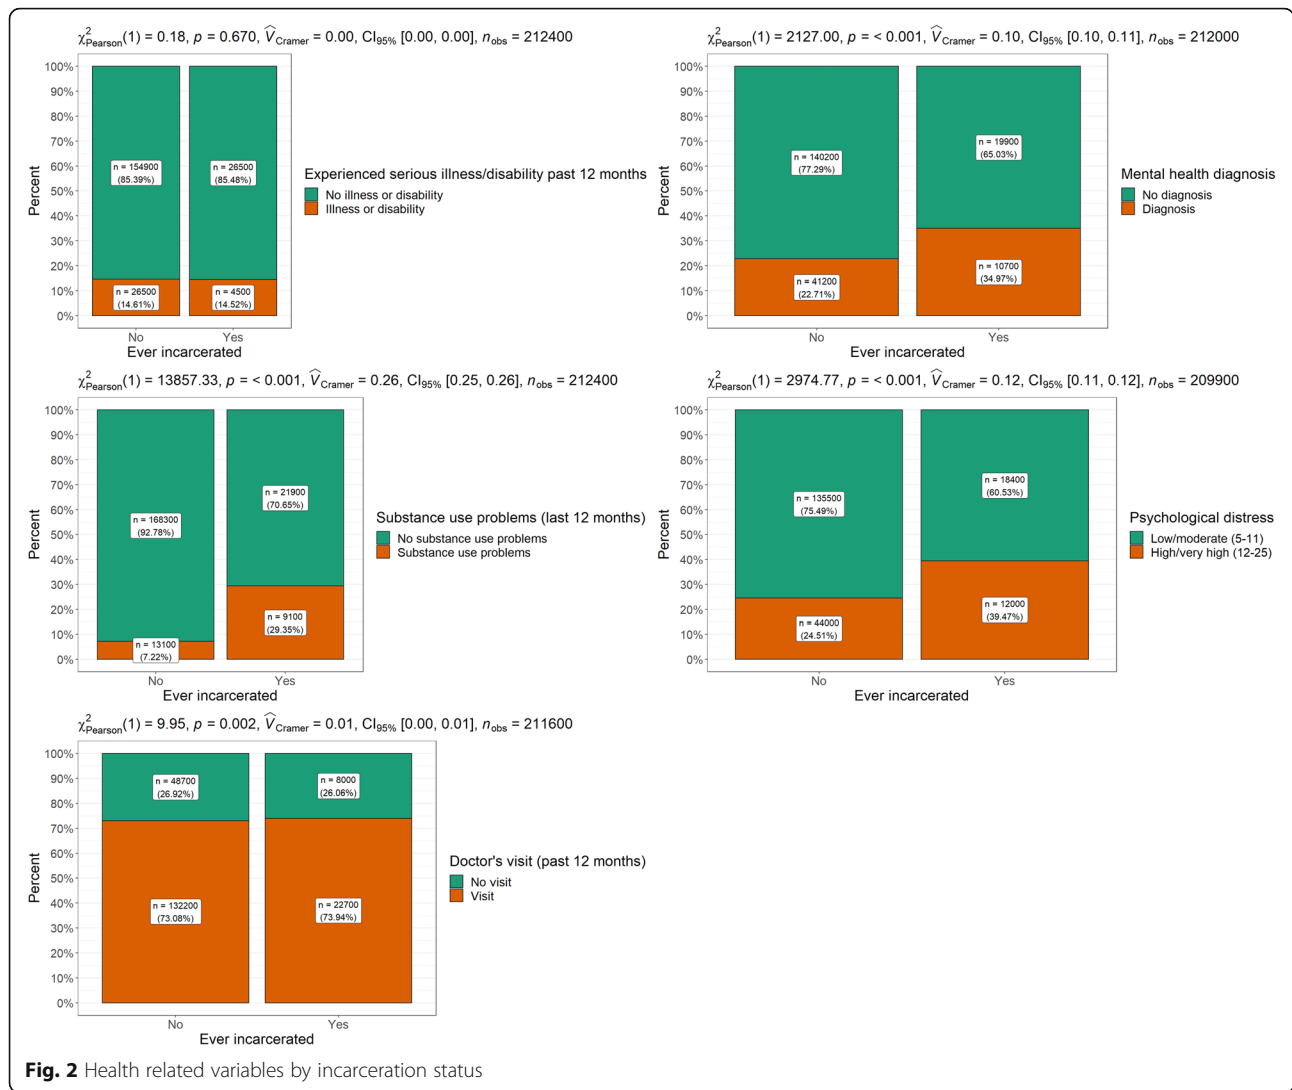 χ²Pearson(1) = 0.18, p = 0.670, V̂Cramer = 0.00, CI95% [0.00, 0.00], nobs = 212400
100%
90%
80%
70%
60%
50%
40%
30%
20%
10%
0%
Percent
n = 154900
(85.39%)
n = 26500
(85.48%)
n = 26500
(14.61%)
n = 4500
(14.52%)
No
Yes
Ever incarcerated
Experienced serious illness/disability past 12 months
No illness or disability
Illness or disability
χ²Pearson(1) = 2127.00, p = < 0.001, V̂Cramer = 0.10, CI95% [0.10, 0.11], nobs = 212000
100%
90%
80%
70%
60%
50%
40%
30%
20%
10%
0%
Percent
n = 140200
(77.29%)
n = 19900
(65.03%)
n = 41200
(22.71%)
n = 10700
(34.97%)
No
Yes
Ever incarcerated
Mental health diagnosis
No diagnosis
Diagnosis
χ²Pearson(1) = 13857.33, p = < 0.001, V̂Cramer = 0.26, CI95% [0.25, 0.26], nobs = 212400
100%
90%
80%
70%
60%
50%
40%
30%
20%
10%
0%
Percent
n = 168300
(92.78%)
n = 21900
(70.65%)
n = 13100
(7.22%)
n = 9100
(29.35%)
No
Yes
Ever incarcerated
Substance use problems (last 12 months)
No substance use problems
Substance use problems
χ²Pearson(1) = 2974.77, p = < 0.001, V̂Cramer = 0.12, CI95% [0.11, 0.12], nobs = 209900
100%
90%
80%
70%
60%
50%
40%
30%
20%
10%
0%
Percent
n = 135500
(75.49%)
n = 18400
(60.53%)
n = 44000
(24.51%)
n = 12000
(39.47%)
No
Yes
Ever incarcerated
Psychological distress
Low/moderate (5-11)
High/very high (12-25)
χ²Pearson(1) = 9.95, p = 0.002, V̂Cramer = 0.01, CI95% [0.00, 0.01], nobs = 211600
100%
90%
80%
70%
60%
50%
40%
30%
20%
10%
0%
Percent
n = 48700
(26.92%)
n = 8000
(26.06%)
n = 132200
(73.08%)
n = 22700
(73.94%)
No
Yes
Ever incarcerated
Doctor's visit (past 12 months)
No visit
Visit
Fig. 2 Health related variables by incarceration status